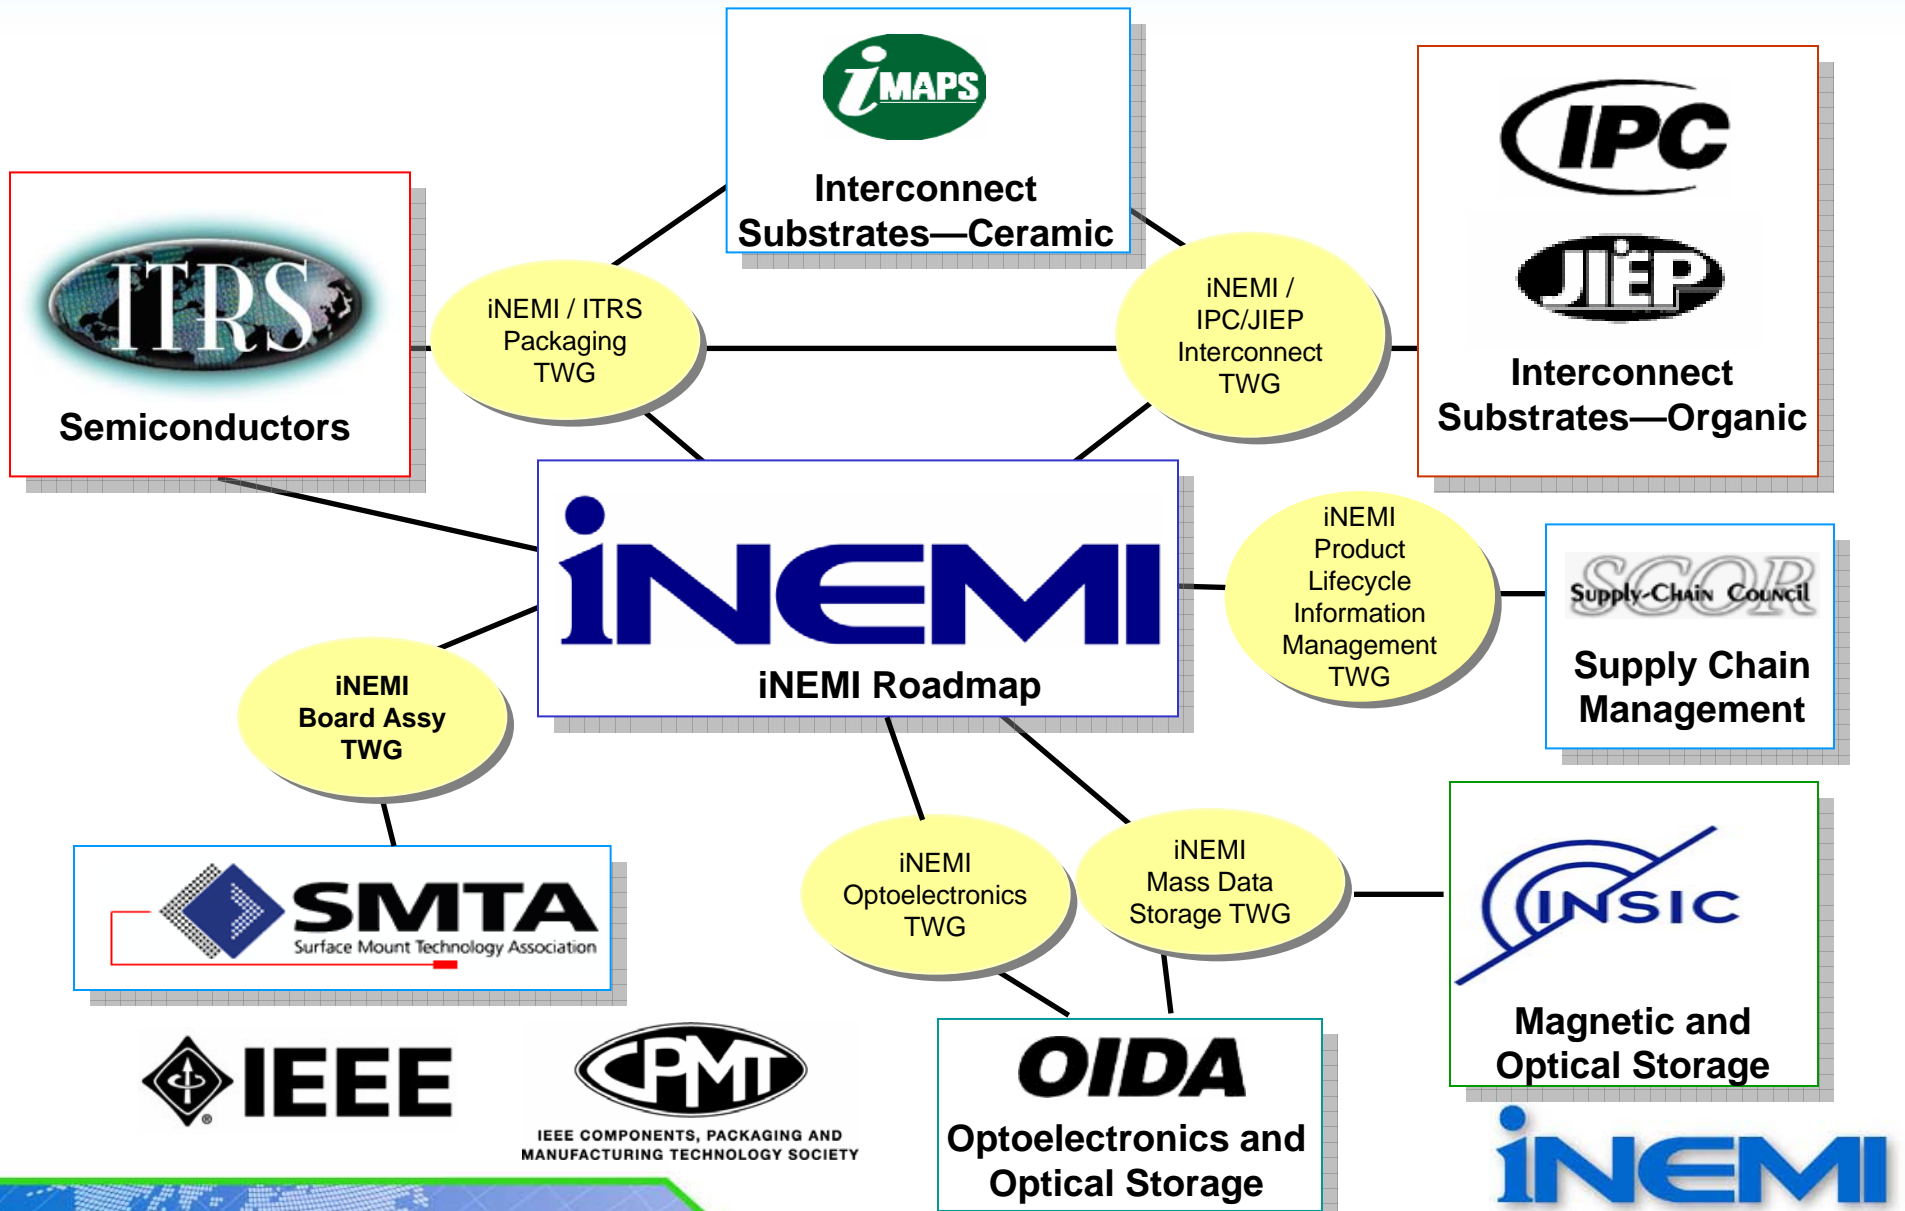 iMAPS
Interconnect
Substrates—Ceramic
IPC
JIEP
Interconnect
Substrates—Organic
ITRS
Semiconductors
iNEMI / ITRS
Packaging
TWG
iNEMI /
IPC/JIEP
Interconnect
TWG
iNEMI
iNEMI Roadmap
iNEMI
Product
Lifecycle
Information
Management
TWG
SCOR
Supply-Chain Council
Supply Chain
Management
iNEMI
Board Assy
TWG
SMTA
Surface Mount Technology Association
iNEMI
Optoelectronics
TWG
iNEMI
Mass Data
Storage TWG
INSIC
Magnetic and
Optical Storage
IEEE
®
CPMT
IEEE COMPONENTS, PACKAGING AND
MANUFACTURING TECHNOLOGY SOCIETY
OIDA
Optoelectronics and
Optical Storage
iNEMI